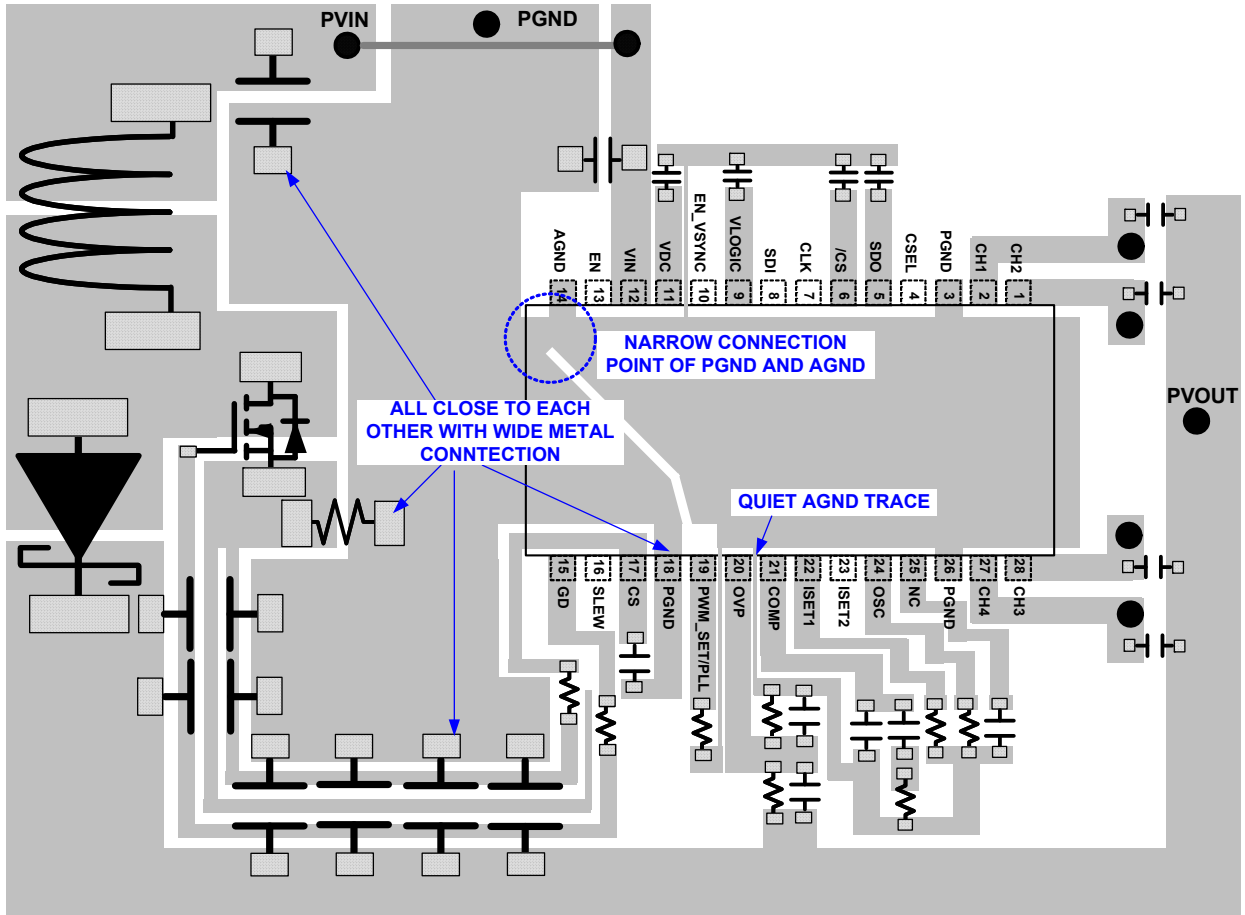 PVIN
PGND
AGND
EN
VIN
VDC
EN_VSYNC
VLOGIC
SDI
CLK
/CS
SDO
CSEL
PGND
CH1
CH2
14
13
12
11
10
9
8
7
6
5
4
3
2
1
NARROW CONNECTION
POINT OF PGND AND AGND
PVOUT
ALL CLOSE TO EACH
OTHER WITH WIDE METAL
CONNTECTION
QUIET AGND TRACE
15
16
17
18
19
20
21
22
23
24
25
26
27
28
GD
SLEW
CS
PGND
PWM_SET/PLL
OVP
COMP
ISET1
ISET2
OSC
NC
PGND
CH4
CH3